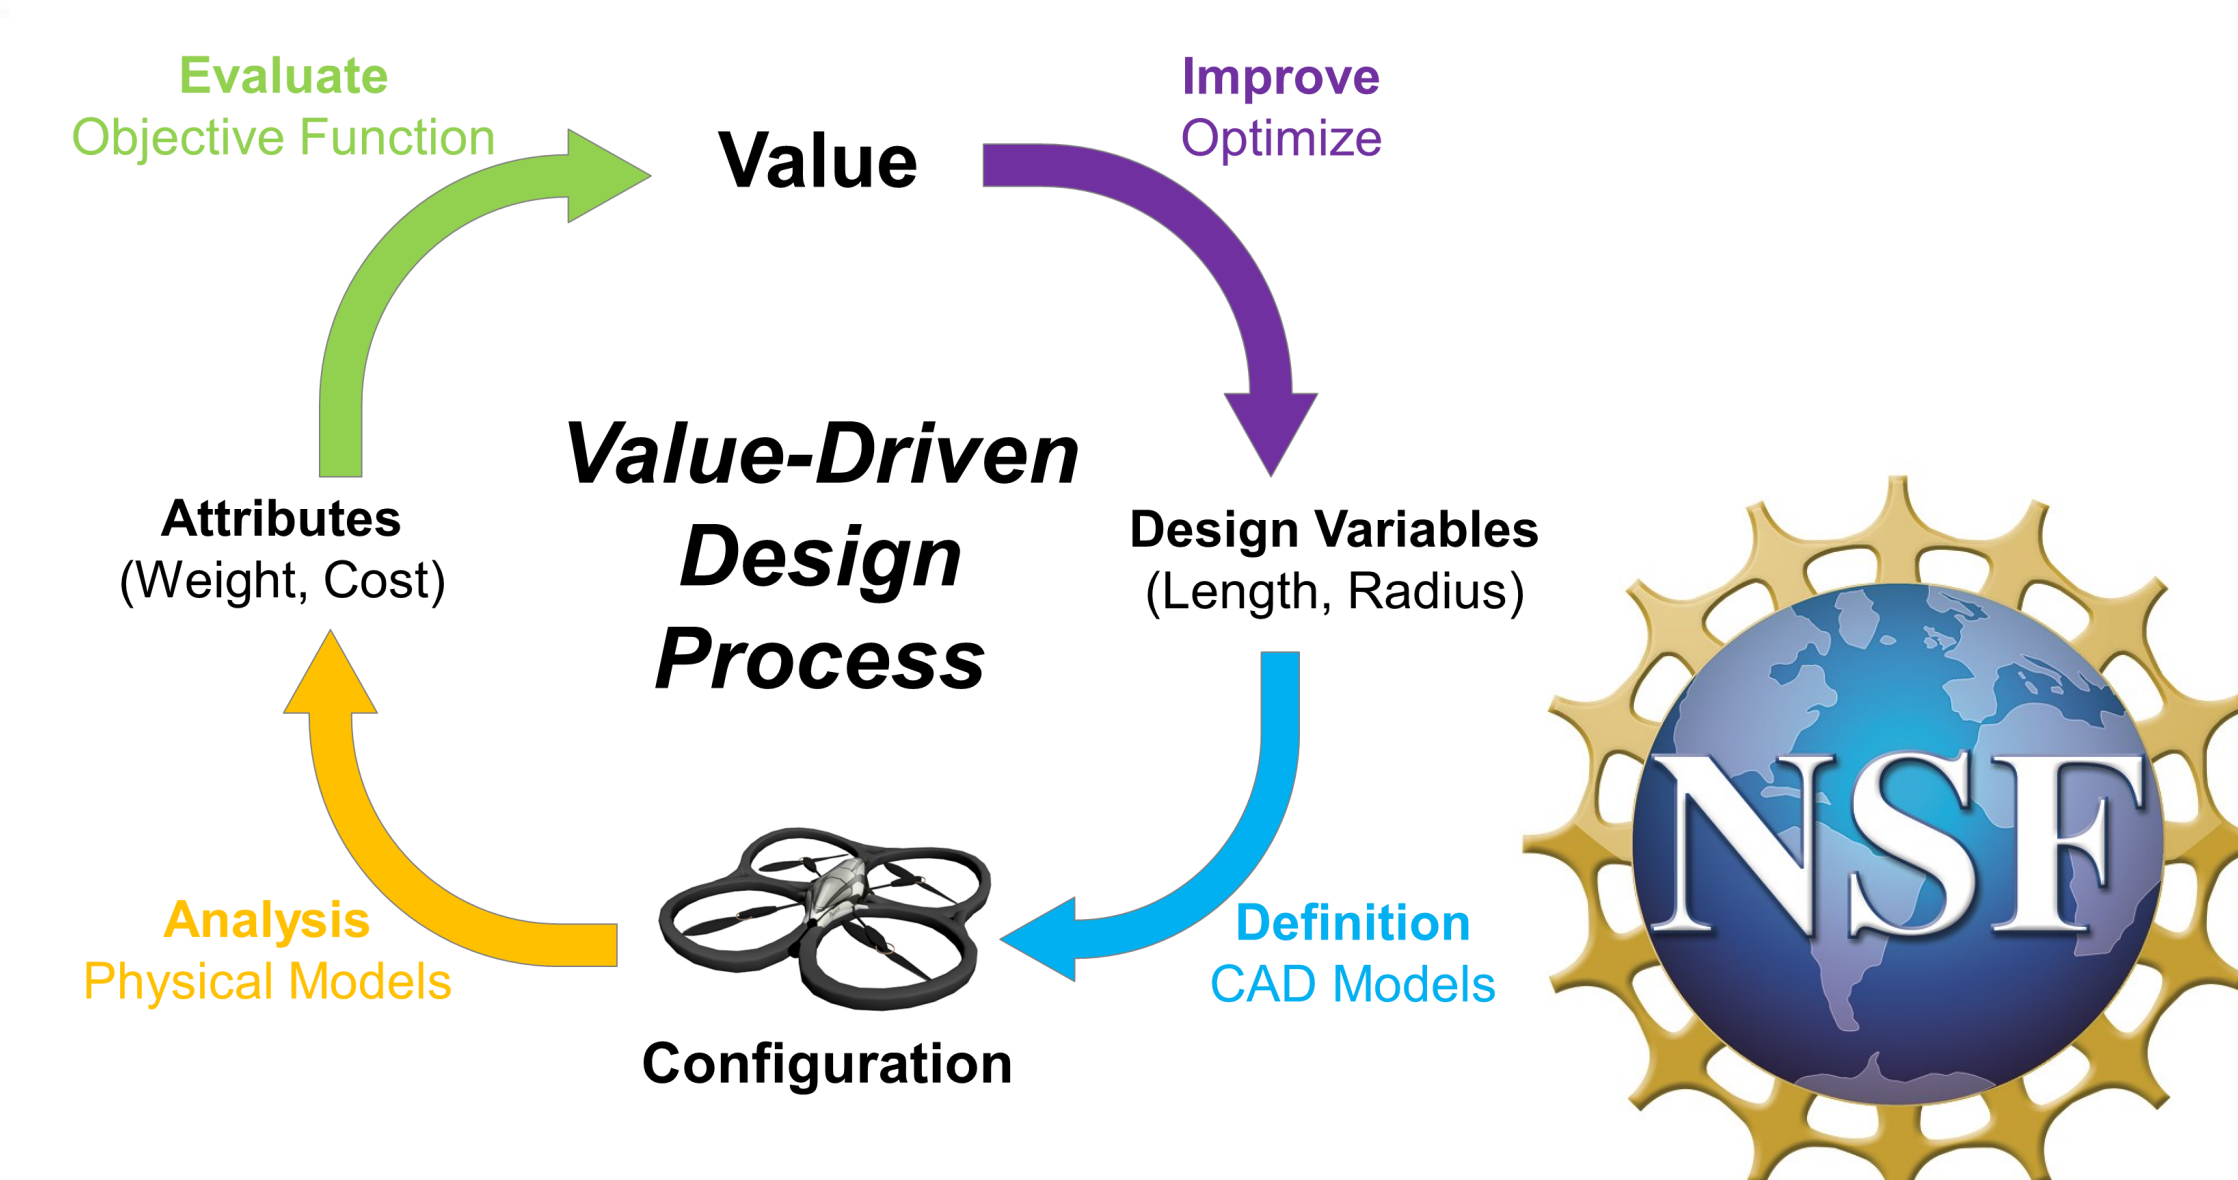 Evaluate
Objective Function
Value
Improve
Optimize
Value-Driven
Design
Process
Attributes
(Weight, Cost)
Design Variables
(Length, Radius)
Analysis
Physical Models
Configuration
Definition
CAD Models
NSF